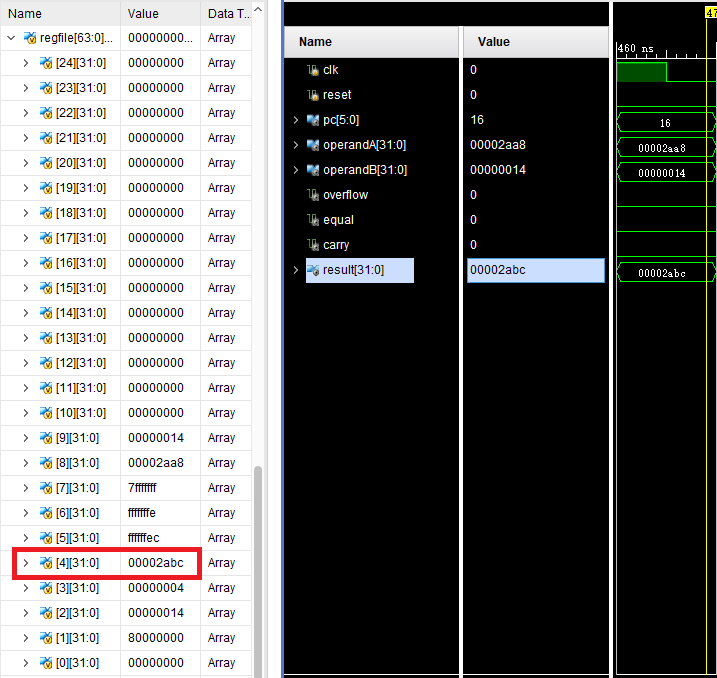 Name Value Data T...
regfile[63:0]... 00000000... Array
[24][31:0] 00000000 Array
[23][31:0] 00000000 Array
[22][31:0] 00000000 Array
[21][31:0] 00000000 Array
[20][31:0] 00000000 Array
[19][31:0] 00000000 Array
[18][31:0] 00000000 Array
[17][31:0] 00000000 Array
[16][31:0] 00000000 Array
[15][31:0] 00000000 Array
[14][31:0] 00000000 Array
[13][31:0] 00000000 Array
[12][31:0] 00000000 Array
[11][31:0] 00000000 Array
[10][31:0] 00000000 Array
[9][31:0] 00000014 Array
[8][31:0] 00002aa8 Array
[7][31:0] 7fffffff Array
[6][31:0] fffffffe Array
[5][31:0] ffffffec Array
[4][31:0] 00002abc Array
[3][31:0] 00000004 Array
[2][31:0] 00000014 Array
[1][31:0] 80000000 Array
[0][31:0] 00000000 Array
Name Value
clk 0
reset 0
pc[5:0] 16
operandA[31:0] 00002aa8
operandB[31:0] 00000014
overflow 0
equal 0
carry 0
result[31:0] 00002abc
47
460 ns
16
00002aa8
00000014
00002abc